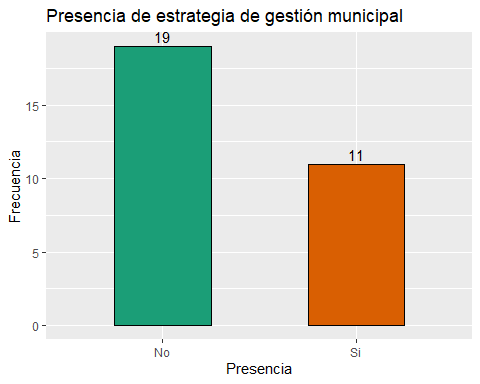 Presencia de estrategia de gestión municipal
19
11
15
10
5
0
Frecuencia
No
Si
Presencia